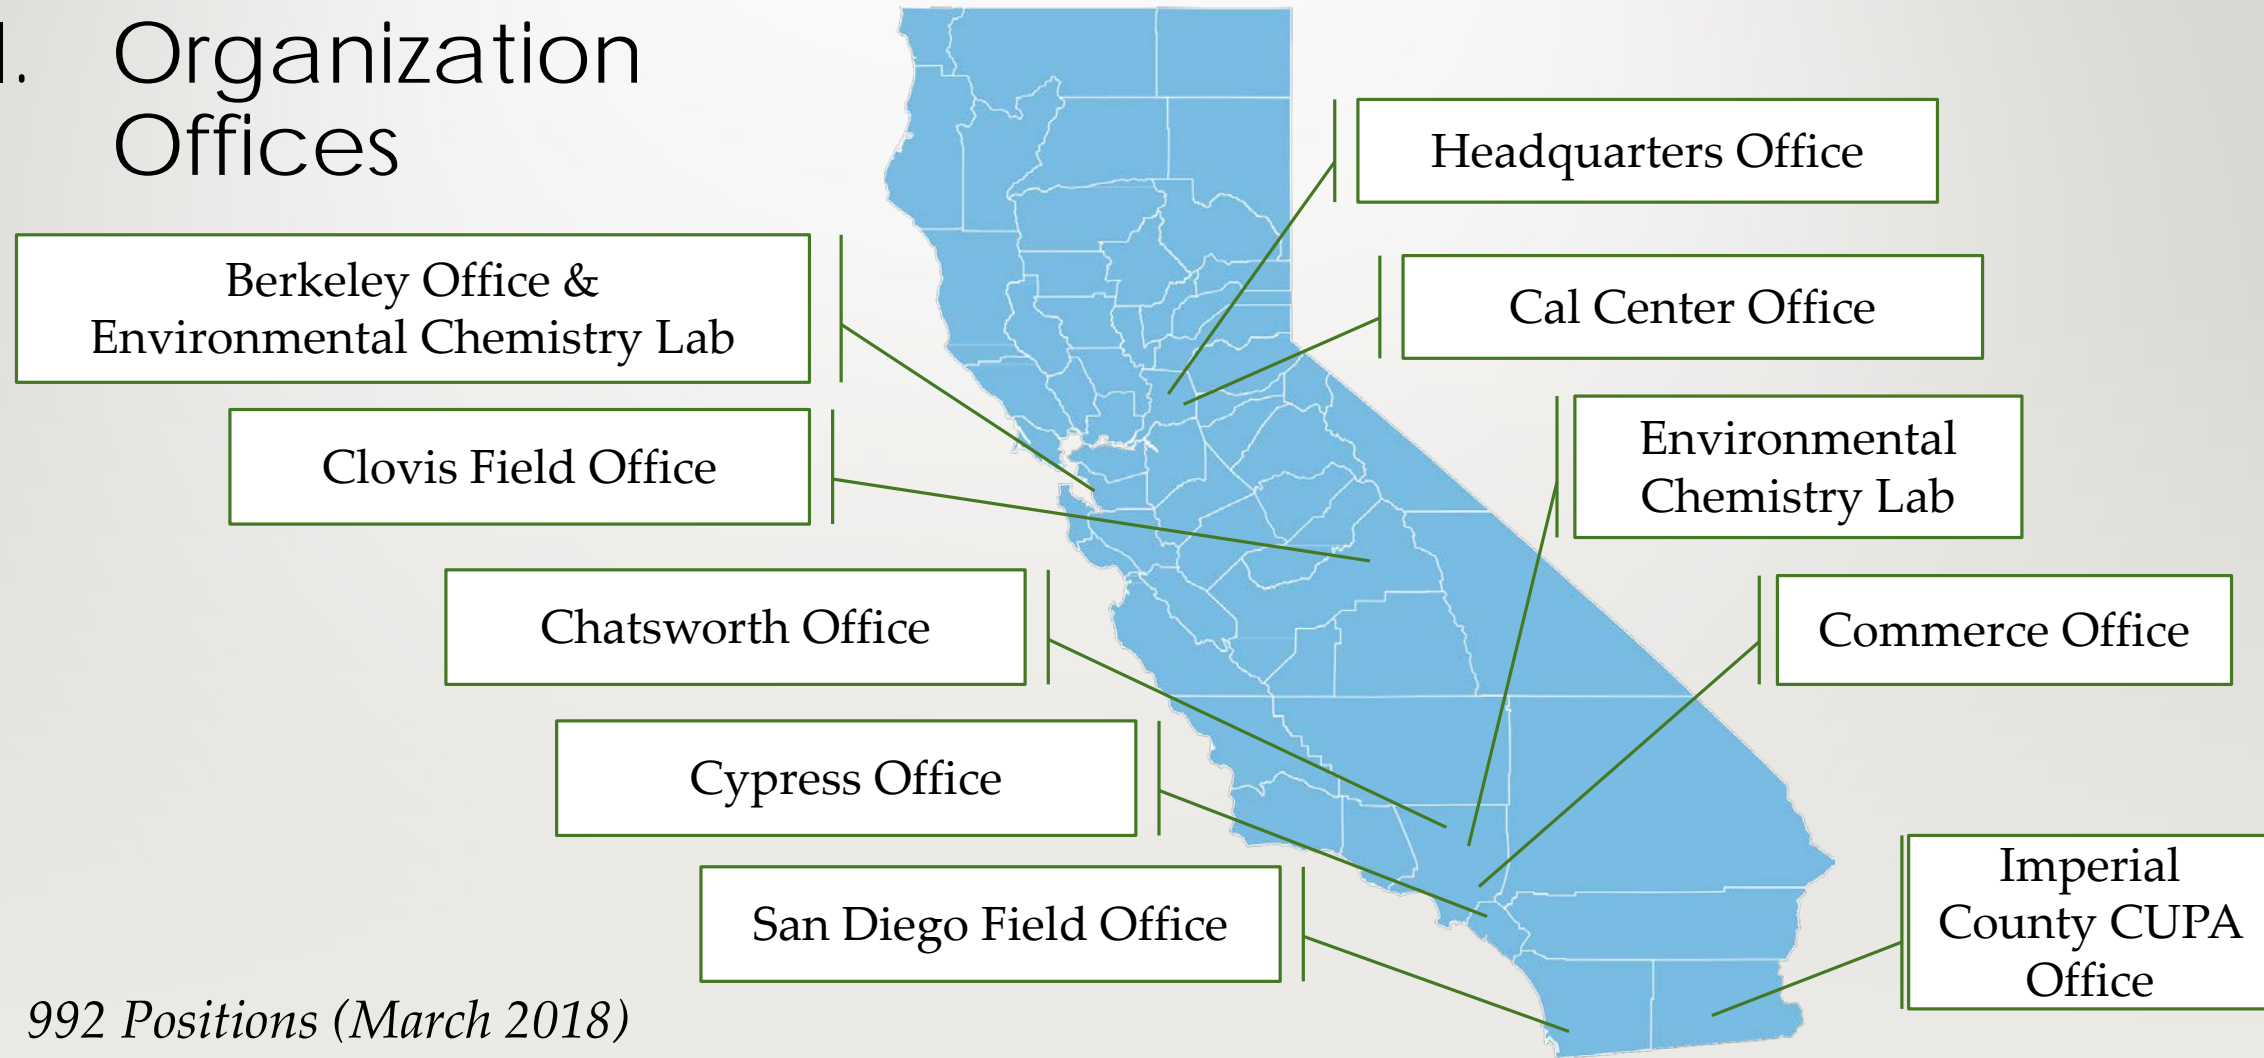 I. Organization
Offices
Headquarters Office
Berkeley Office &
Environmental Chemistry Lab
Cal Center Office
Clovis Field Office
Environmental
Chemistry Lab
Chatsworth Office
Commerce Office
Cypress Office
San Diego Field Office
Imperial
County CUPA
Office
992 Positions (March 2018)